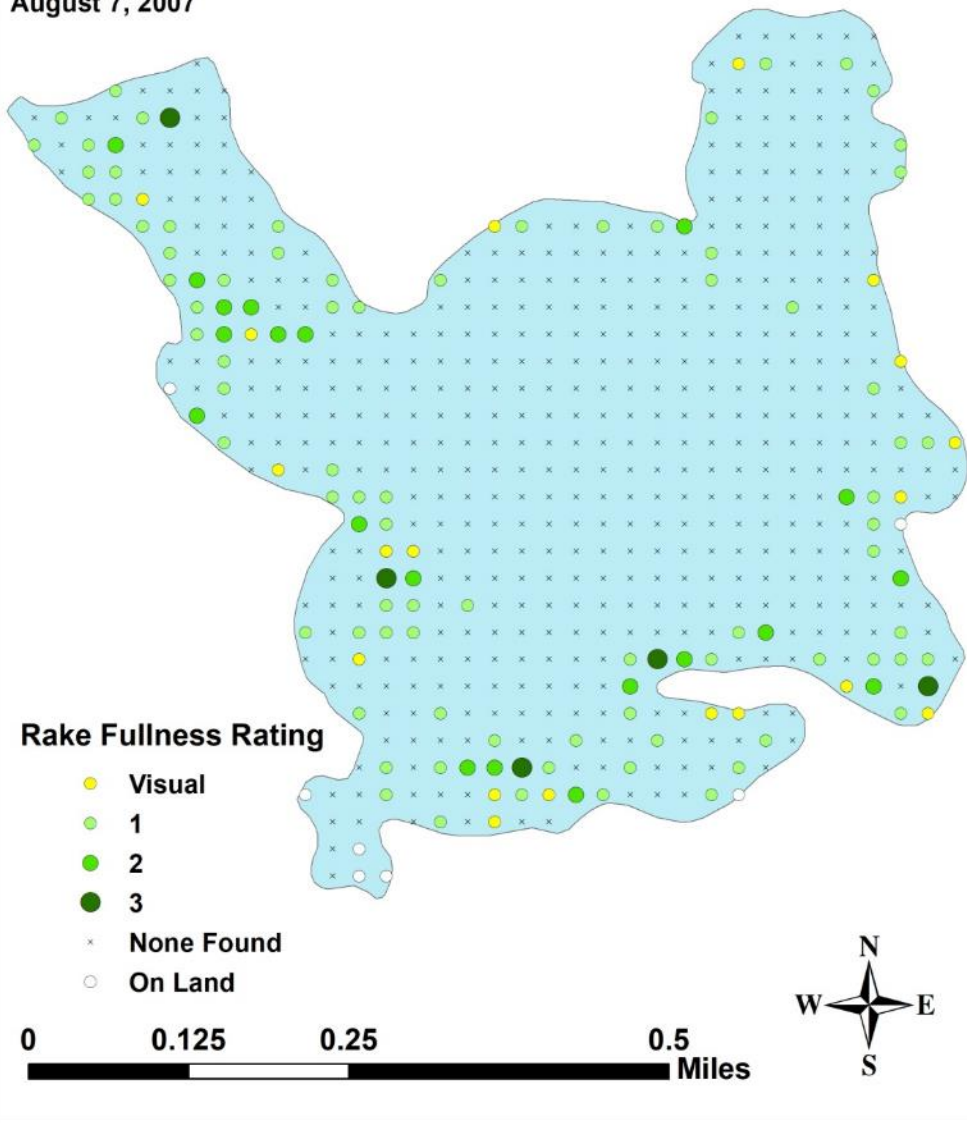 August 7, 2007
Rake Fullness Rating
Visual
1
2
3
None Found
On Land
N
W E
S
0 0.125 0.25 0.5
Miles